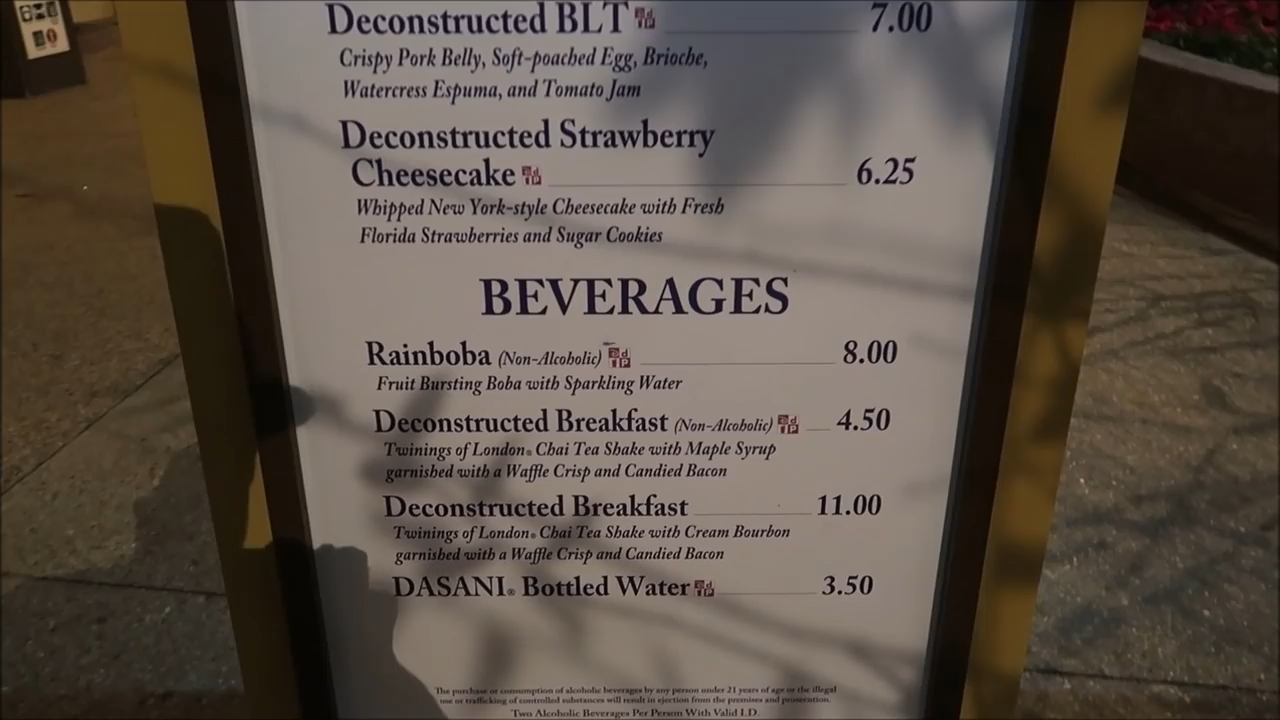 Deconstructed BLT 7.00
Crispy Pork Belly, Soft-poached Egg, Brioche,
Watercress Espuma, and Tomato Jam
Deconstructed Strawberry
Cheesecake 6.25
Whipped New York-style Cheesecake with Fresh
Florida Strawberries and Sugar Cookies
BEVERAGES
Rainboba (Non-Alcoholic) 8.00
Fruit Bursting Boba with Sparkling Water
Deconstructed Breakfast (Non-Alcoholic) 4.50
Twinings of London® Chai Tea Shake with Maple Syrup
garnished with a Waffle Crisp and Candied Bacon
Deconstructed Breakfast 11.00
Twinings of London® Chai Tea Shake with Cream Bourbon
garnished with a Waffle Crisp and Candied Bacon
DASANI® Bottled Water 3.50
The purchase or consumption of alcoholic beverages by any person under 21 years of age or the illegal
use or trafficking of controlled substances will result in ejection from the premises and prosecution.
Two Alcoholic Beverages Per Person With Valid I.D.